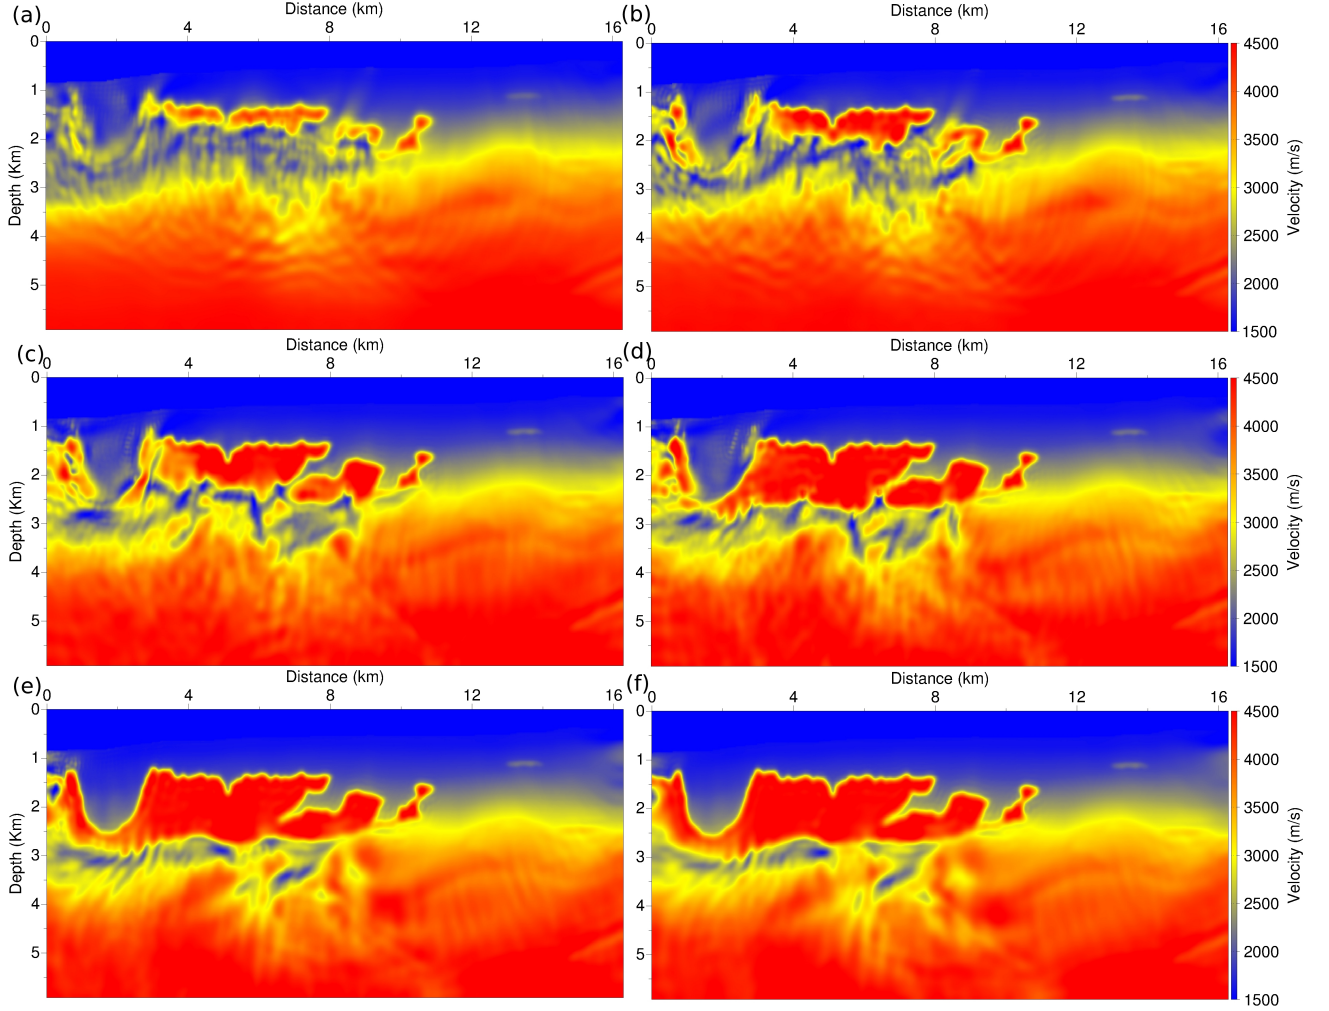 (a) Distance (km) (b) Distance (km)
0 4 8 12 16 0 4 8 12 16
0 1 2 3 4 5 Depth (Km)
0 1 2 3 4 5
4500 4000 3500 3000 2500 2000 1500 Velocity (m/s)
(c) Distance (km) (d) Distance (km)
0 4 8 12 16 0 4 8 12 16
0 1 2 3 4 5 Depth (Km)
0 1 2 3 4 5
4500 4000 3500 3000 2500 2000 1500 Velocity (m/s)
(e) Distance (km) (f) Distance (km)
0 4 8 12 16 0 4 8 12 16
0 1 2 3 4 5 Depth (Km)
0 1 2 3 4 5
4500 4000 3500 3000 2500 2000 1500 Velocity (m/s)